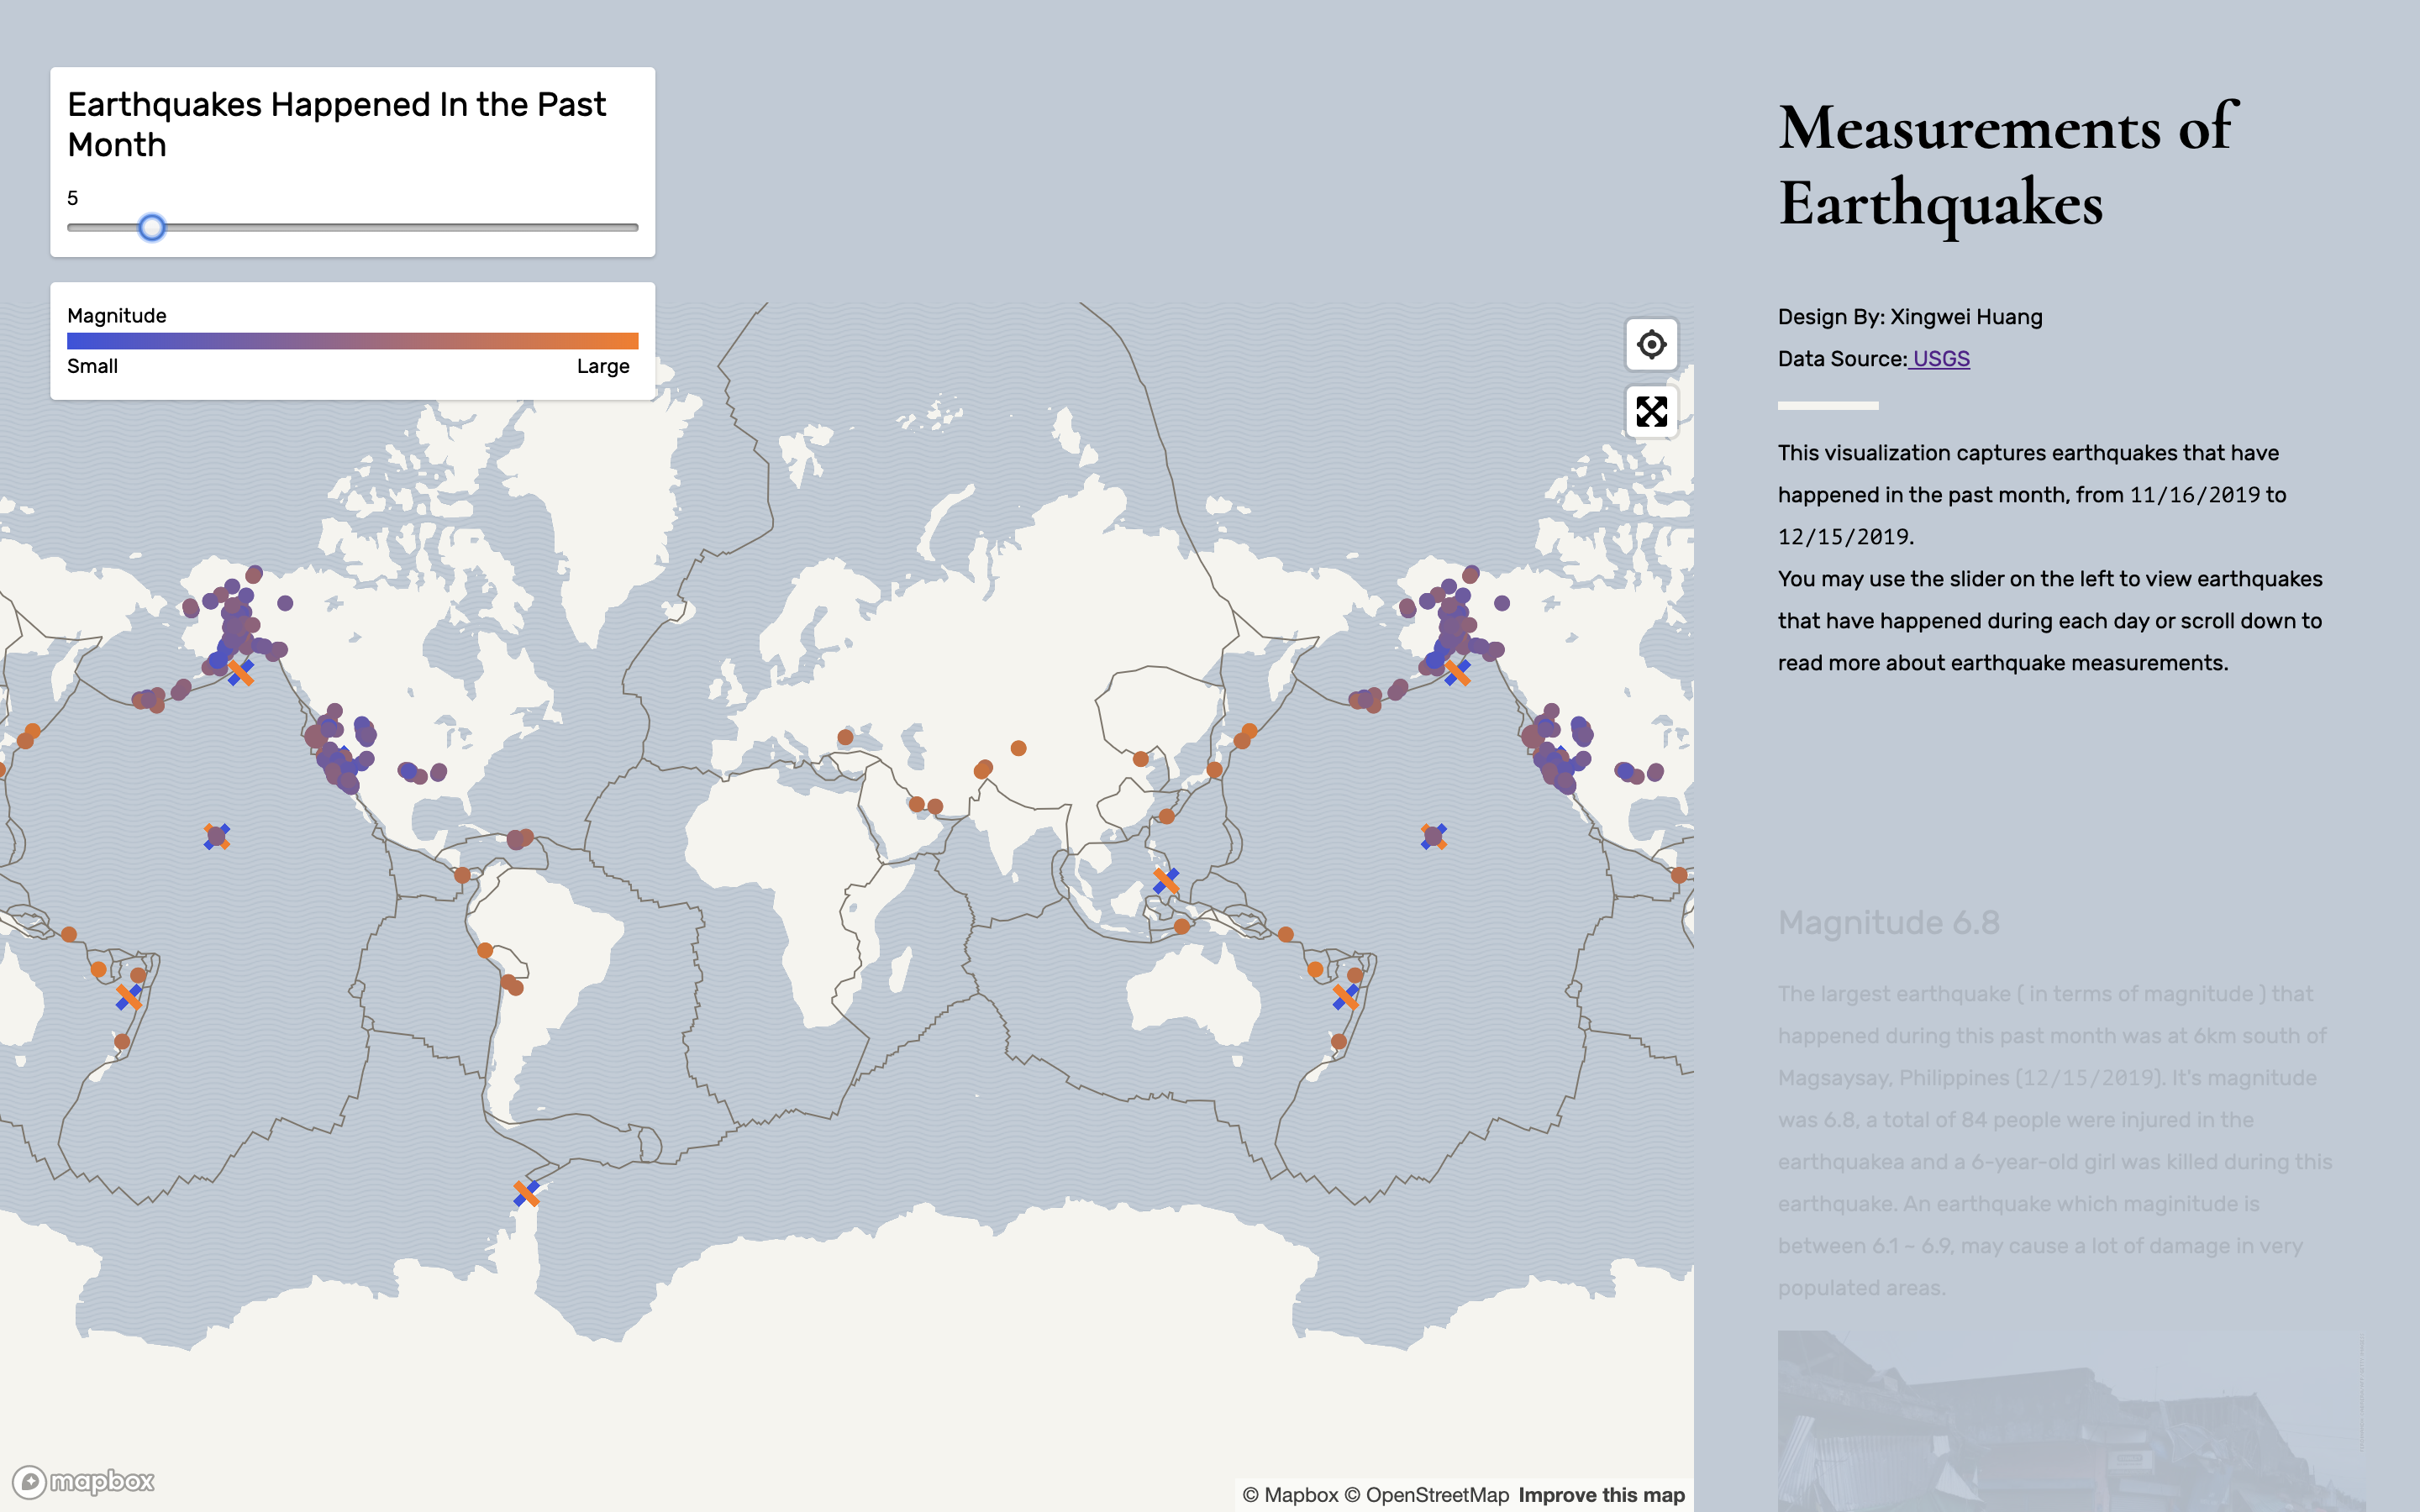 Earthquakes Happened In the Past
Month
5
Magnitude
Small Large
mapbox
© Mapbox © OpenStreetMap Improve this map
Measurements of
Earthquakes
Design By: Xingwei Huang
Data Source: USGS
This visualization captures earthquakes that have
happened in the past month, from 11/16/2019 to
12/15/2019.
You may use the slider on the left to view earthquakes
that have happened during each day or scroll down to
read more about earthquake measurements.
Magnitude 6.8
The largest earthquake ( in terms of magnitude ) that
happened during this past month was at 6km south of
Magsaysay, Philippines (12/15/2019). It's magnitude
was 6.8, a total of 84 people were injured in the
earthquakea and a 6-year-old girl was killed during this
earthquake. An earthquake which maginitude is
between 6.1 ~ 6.9, may cause a lot of damage in very
populated areas.